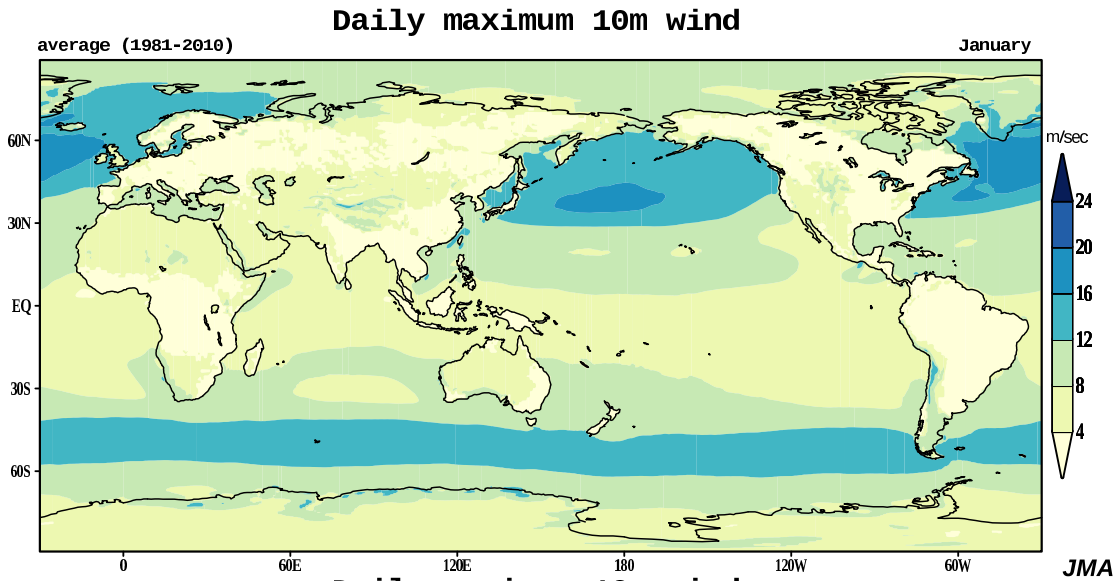 Daily maximum 10m wind
average (1981-2010) January
60N
30N
EQ
30S
60S
0 60E 120E 180 120W 60W
m/sec
24
20
16
12
8
4
JMA